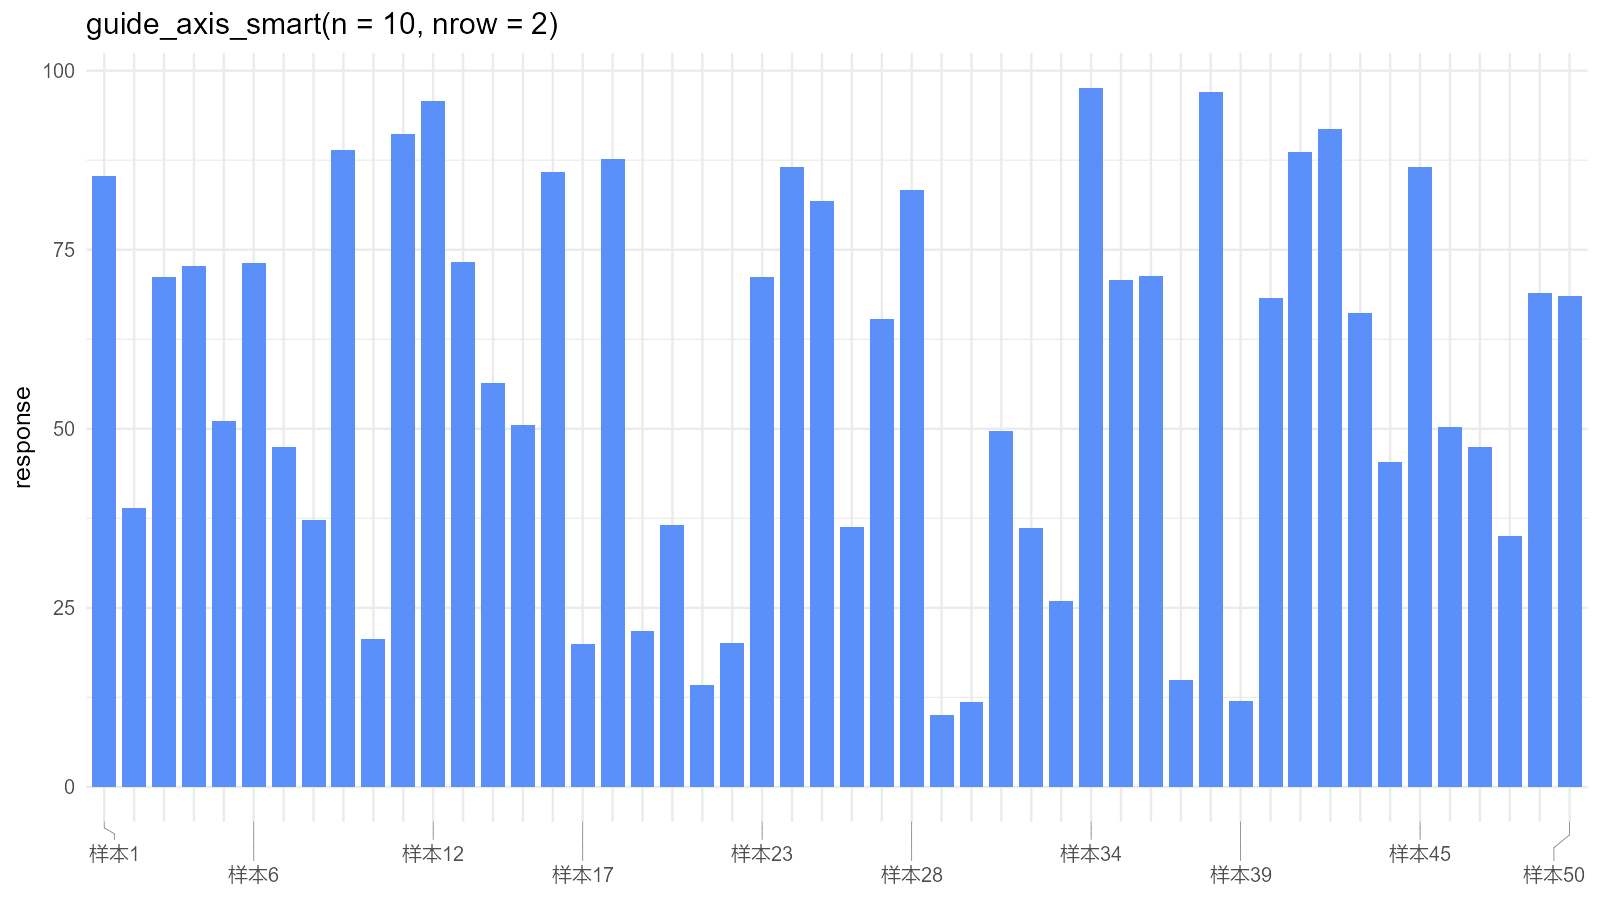 guide_axis_smart(n = 10, nrow = 2)
100
75
50
25
0
response
样本1
样本12
样本23
样本34
样本45
样本6
样本17
样本28
样本39
样本50